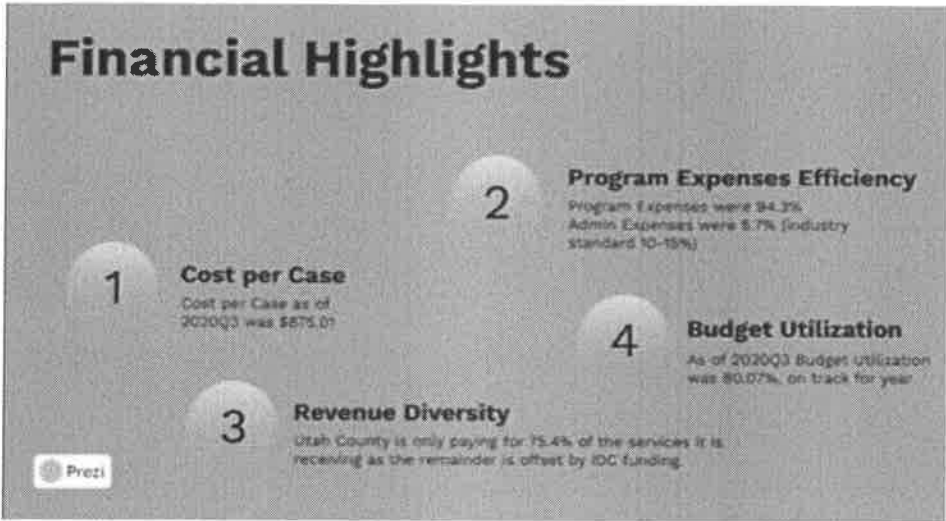 Financial Highlights
1
Cost per Case
Cost per Case as of
2020Q3 was
2
Program Expenses Efficiency
Program Expenses were 94.3%
Admin Expenses were 5.7% (industry
standard 10-15%)
3
Revenue Diversity
Utah County is only paying for 75.4% of the services it is
receiving as the remainder is offset by IDC funding.
4
Budget Utilization
As of 2020Q3 Budget Utilization
was 80.07%, on track for year
Prezi